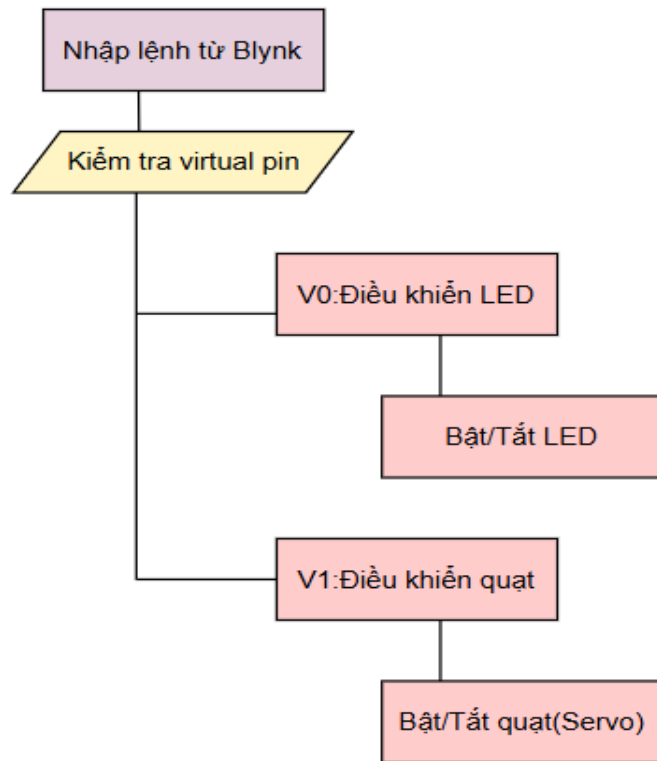 Nhập lệnh từ Blynk
Kiểm tra virtual pin
V0:Điều khiển LED
Bật/Tắt LED
V1:Điều khiển quạt
Bật/Tắt quạt(Servo)